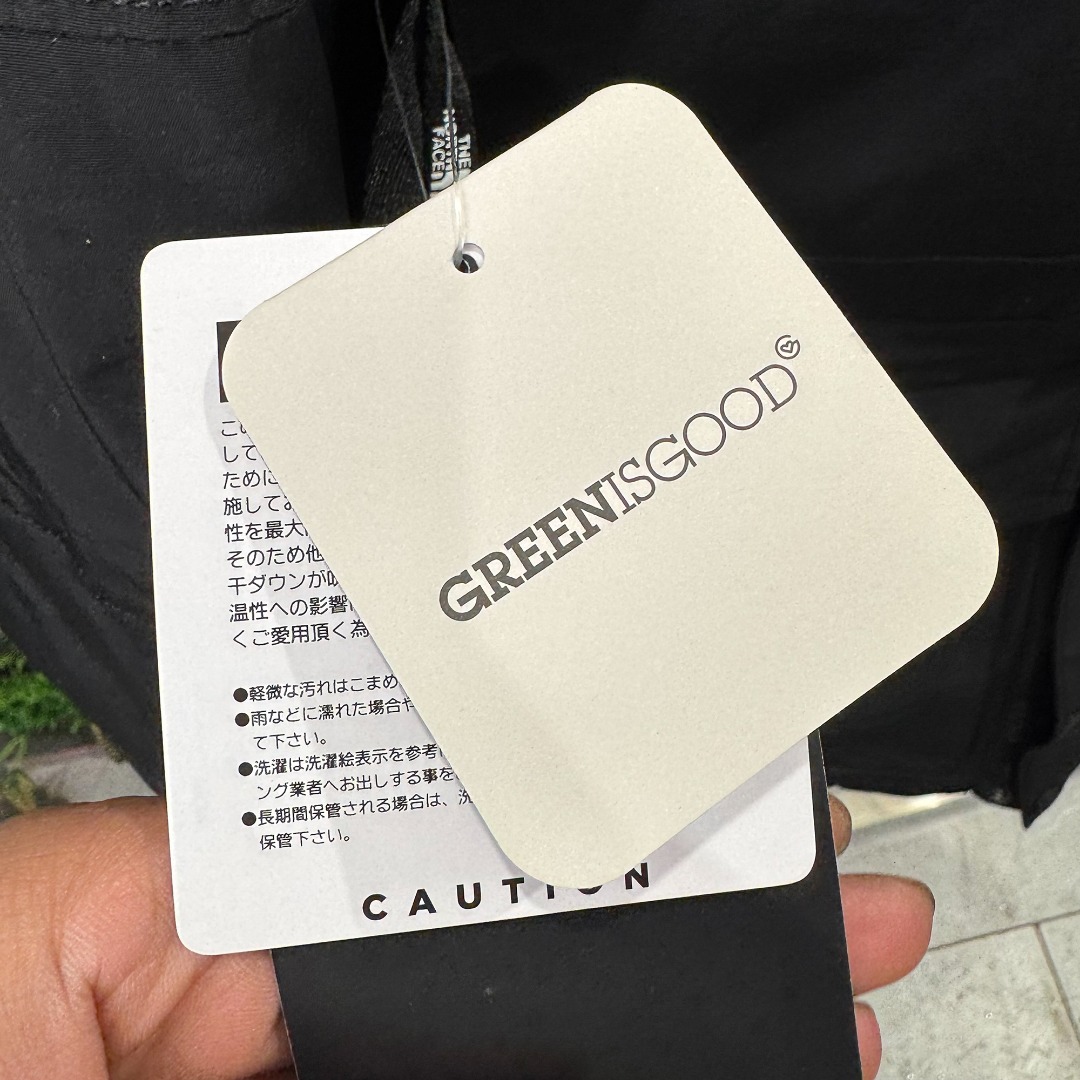 THE
NORTH
FACE
GREENISGOOD
この
して
ために
施してお
性を最大
そのため他
干ダウンが吹
温性への影響
くご愛用頂く為
●軽微な汚れはこまめ
●雨などに濡れた場合
て下さい。
●洗濯は洗濯絵表示を参考に
ング業者へお出しする事を
●長期間保管される場合は、洗
保管下さい。
CAUTION